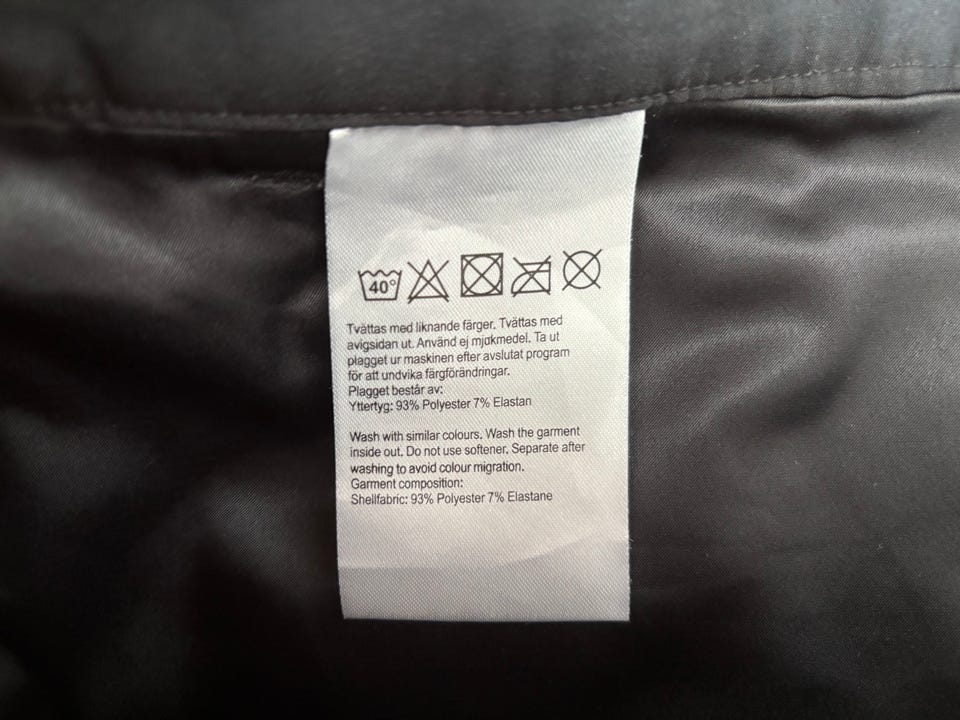 40°
Tvättas med liknande färger. Tvättas med
avigsidan ut. Använd ej mjökmedel. Ta ut
plagget ur maskinen efter avslutat program
för att undvika färgförändringar.
Plagget består av:
Yttertyg: 93% Polyester 7% Elastan
Wash with similar colours. Wash the garment
inside out. Do not use softener. Separate after
washing to avoid colour migration.
Garment composition:
Shellfabric: 93% Polyester 7% Elastane